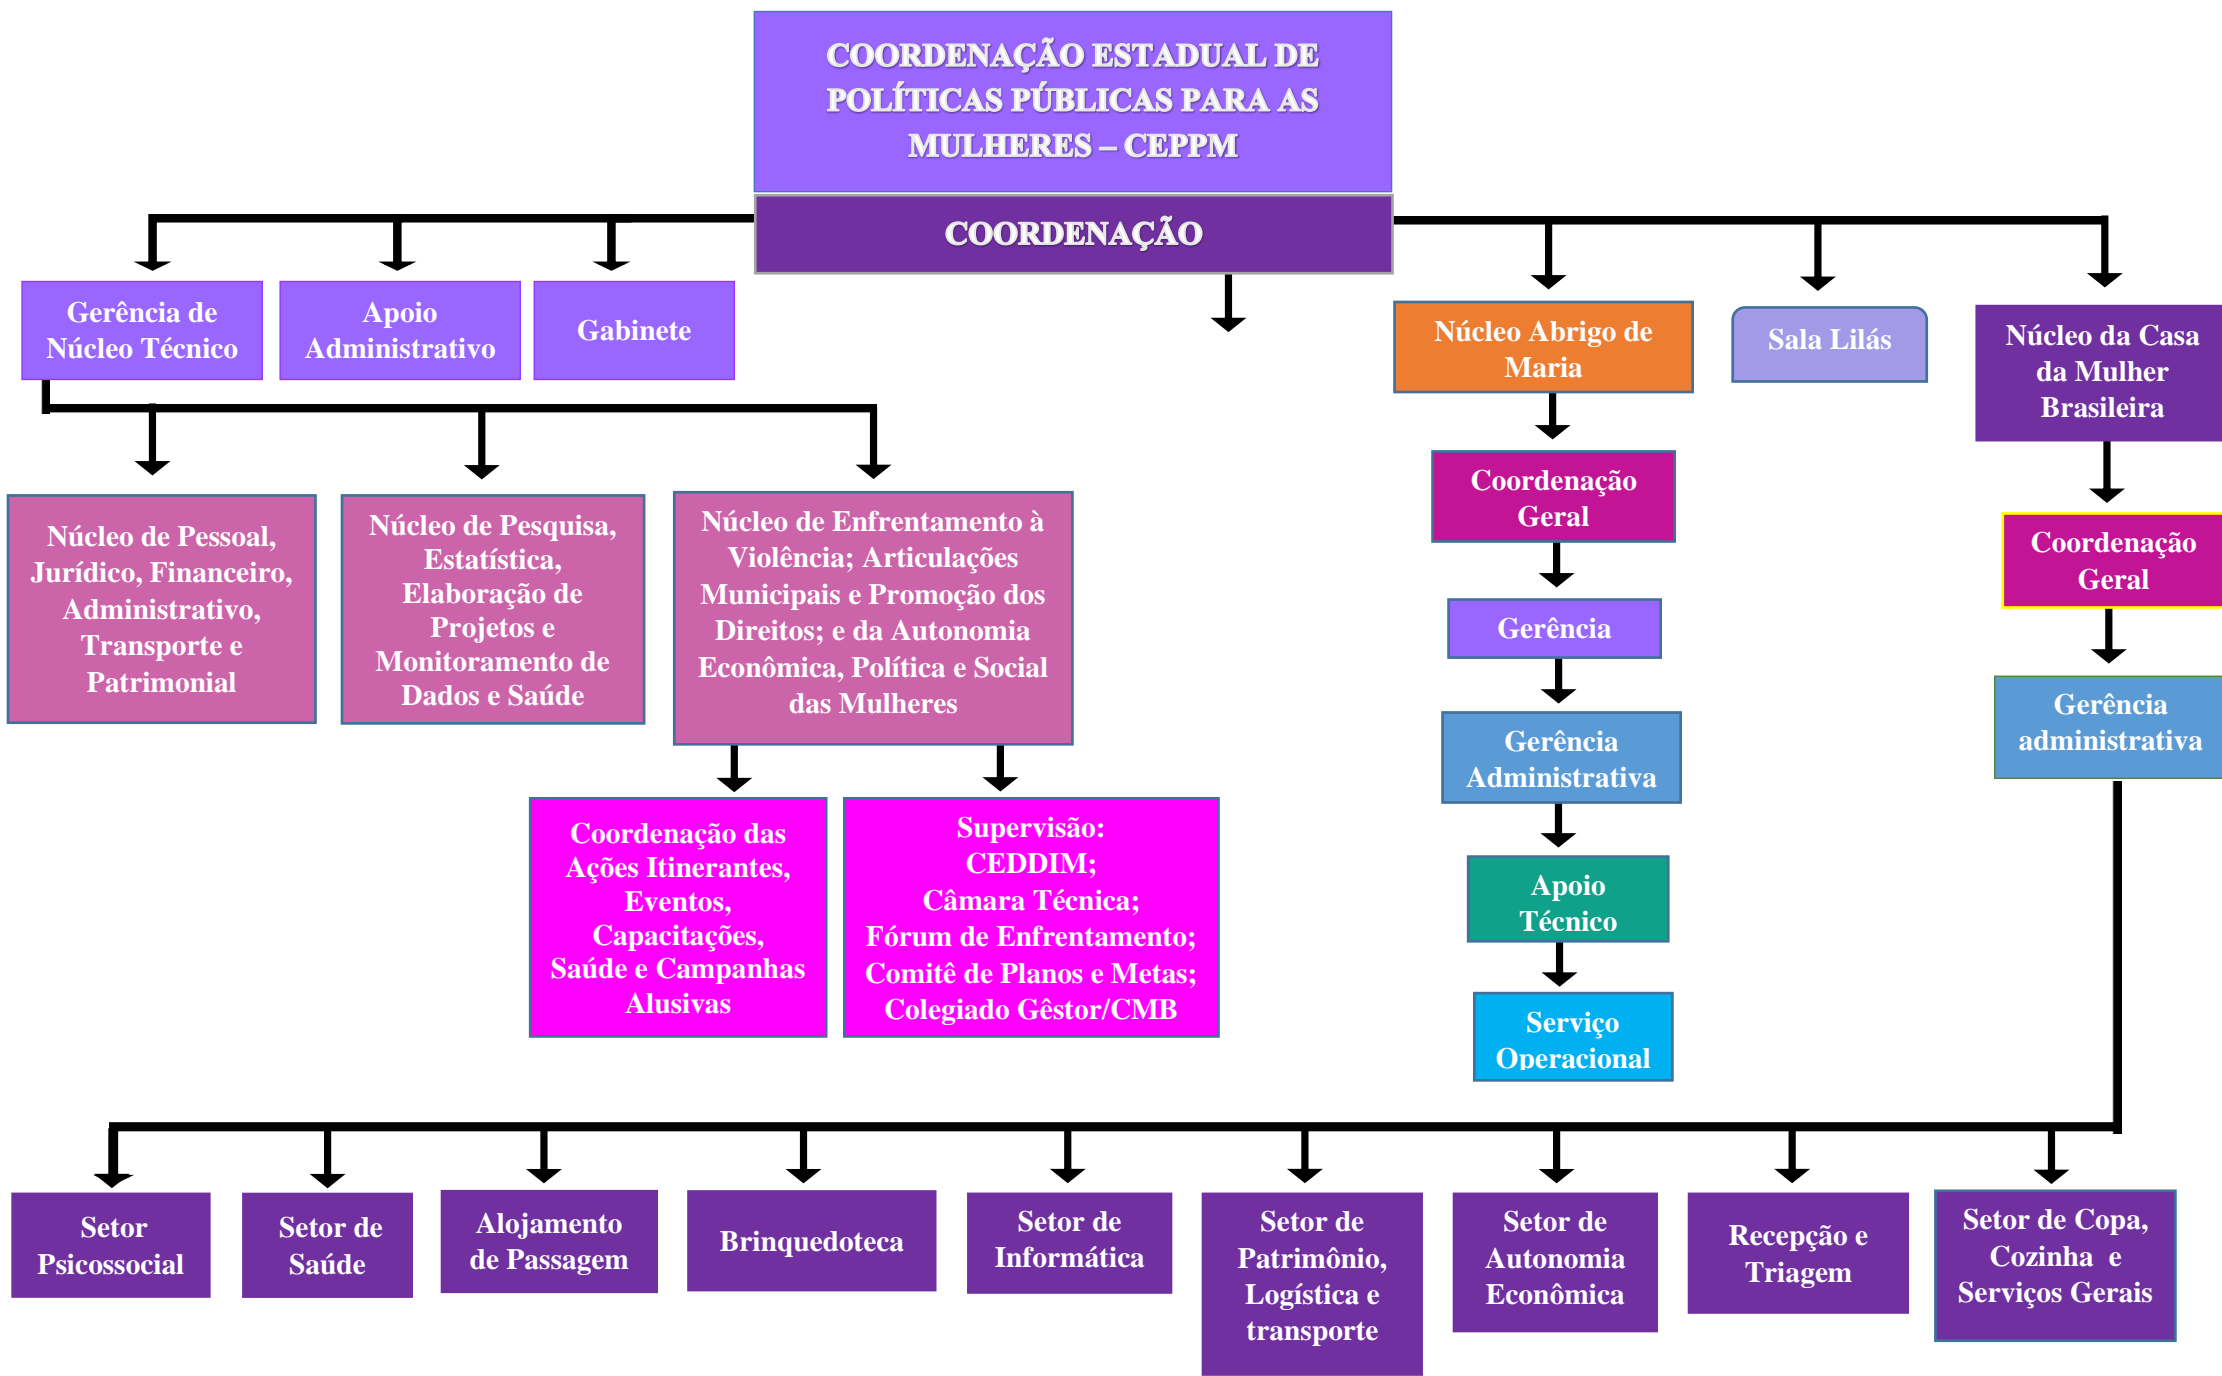 COORDENAÇÃO ESTADUAL DE
POLÍTICAS PÚBLICAS PARA AS
MULHERES – CEPPM
COORDENAÇÃO
Gerência de
Núcleo Técnico
Apoio
Administrativo
Gabinete
Núcleo Abrigo de
Maria
Sala Lilás
Núcleo da Casa
da Mulher
Brasileira
Núcleo de Pessoal,
Jurídico, Financeiro,
Administrativo,
Transporte e
Patrimonial
Núcleo de Pesquisa,
Estatística,
Elaboração de
Projetos e
Monitoramento de
Dados e Saúde
Núcleo de Enfrentamento à
Violência; Articulações
Municipais e Promoção dos
Direitos; e da Autonomia
Econômica, Política e Social
das Mulheres
Coordenação
Geral
Gerência
Gerência
Administrativa
Apoio
Técnico
Serviço
Operacional
Coordenação
Geral
Gerência
administrativa
Coordenação das
Ações Itinerantes,
Eventos,
Capacitações,
Saúde e Campanhas
Alusivas
Supervisão:
CEDDIM;
Câmara Técnica;
Fórum de Enfrentamento;
Comitê de Planos e Metas;
Colegiado Gêstor/CMB
Setor
Psicossocial
Setor de
Saúde
Alojamento
de Passagem
Brinquedoteca
Setor de
Informática
Setor de
Patrimônio,
Logística e
transporte
Setor de
Autonomia
Econômica
Recepção e
Triagem
Setor de Copa,
Cozinha  e
Serviços Gerais